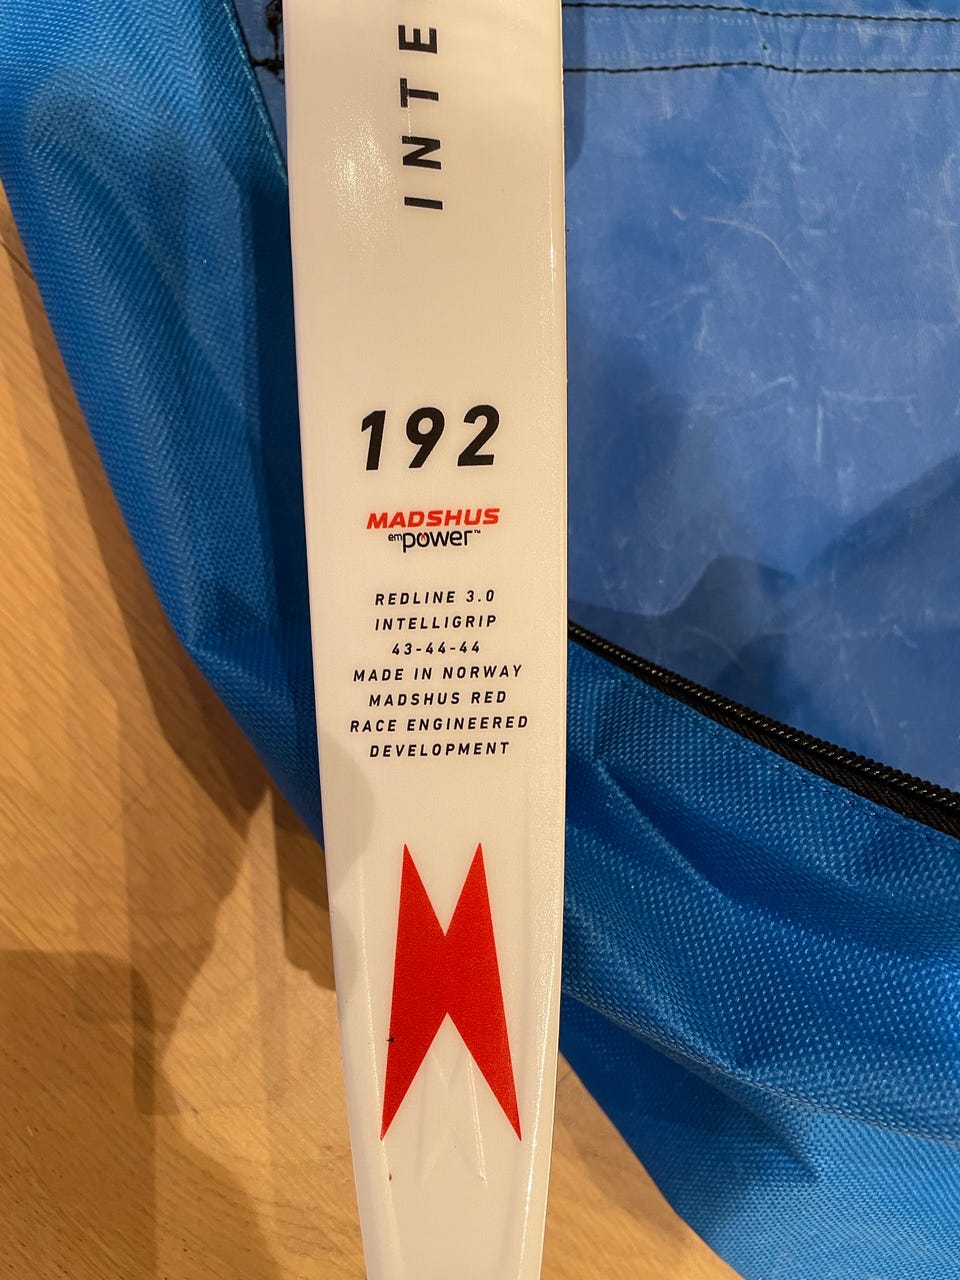 INTE
192
MADSHUS
empower™
REDLINE 3.0
INTELLIGRIP
43-44-44
MADE IN NORWAY
MADSHUS RED
RACE ENGINEERED
DEVELOPMENT